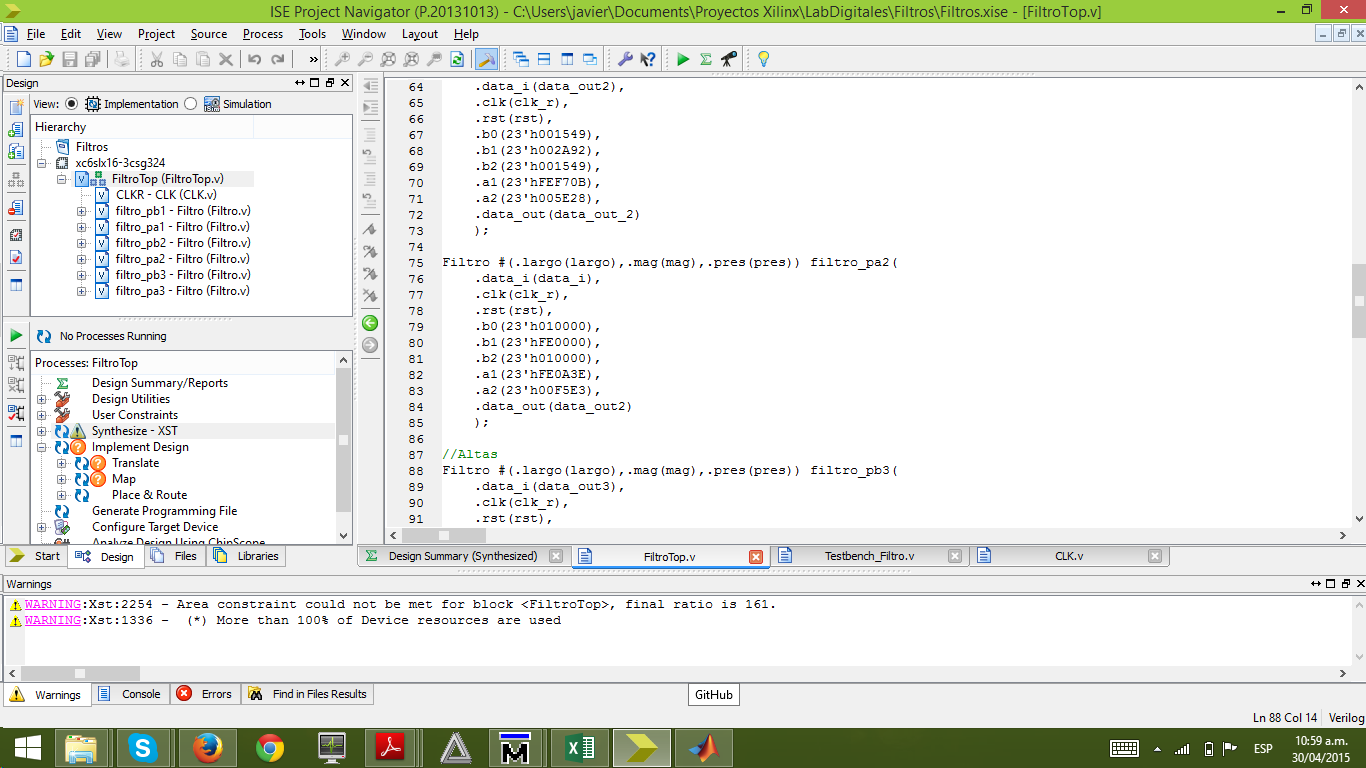 ISE Project Navigator (P.20131013) - C:\Users\javier\Documents\Proyectos Xilinx\LabDigitales\Filtros\Filtros.xise - [FiltroTop.v]
File Edit View Project Source Process Tools Window Layout Help
»
Design
View: Implementation Simulation
Hierarchy
Filtros
xc6slx16-3csg324
FiltroTop (FiltroTop.v)
CLKR - CLK (CLK.v)
filtro_pb1 - Filtro (Filtro.v)
filtro_pa1 - Filtro (Filtro.v)
filtro_pb2 - Filtro (Filtro.v)
filtro_pa2 - Filtro (Filtro.v)
filtro_pb3 - Filtro (Filtro.v)
filtro_pa3 - Filtro (Filtro.v)
No Processes Running
Processes: FiltroTop
Design Summary/Reports
Design Utilities
User Constraints
Synthesize - XST
Implement Design
Translate
Map
Place & Route
Generate Programming File
Configure Target Device
Analyze Design Using ChipScope
Start Design Files Libraries
64 .data_i(data_out2),
65 .clk(clk_r),
66 .rst(rst),
67 .b0(23'h001549),
68 .b1(23'h002A92),
69 .b2(23'h001549),
70 .a1(23'hFEF70B),
71 .a2(23'h005E28),
72 .data_out(data_out_2)
73 );
74
75 Filtro #(.largo(largo),.mag(mag),.pres(pres)) filtro_pa2(
76 .data_i(data_i),
77 .clk(clk_r),
78 .rst(rst),
79 .b0(23'h010000),
80 .b1(23'hFE0000),
81 .b2(23'h010000),
82 .a1(23'hFE0A3E),
83 .a2(23'h00F5E3),
84 .data_out(data_out2)
85 );
86
87 //Altas
88 Filtro #(.largo(largo),.mag(mag),.pres(pres)) filtro_pb3(
89 .data_i(data_out3),
90 .clk(clk_r),
91 .rst(rst),
Design Summary (Synthesized) FiltroTop.v Testbench_Filtro.v CLK.v
Warnings
WARNING:Xst:2254 - Area constraint could not be met for block <FiltroTop>, final ratio is 161.
WARNING:Xst:1336 - (*) More than 100% of Device resources are used
Warnings Console Errors Find in Files Results
GitHub
Ln 88 Col 14 Verilog
ESP
10:59 a.m.
30/04/2015